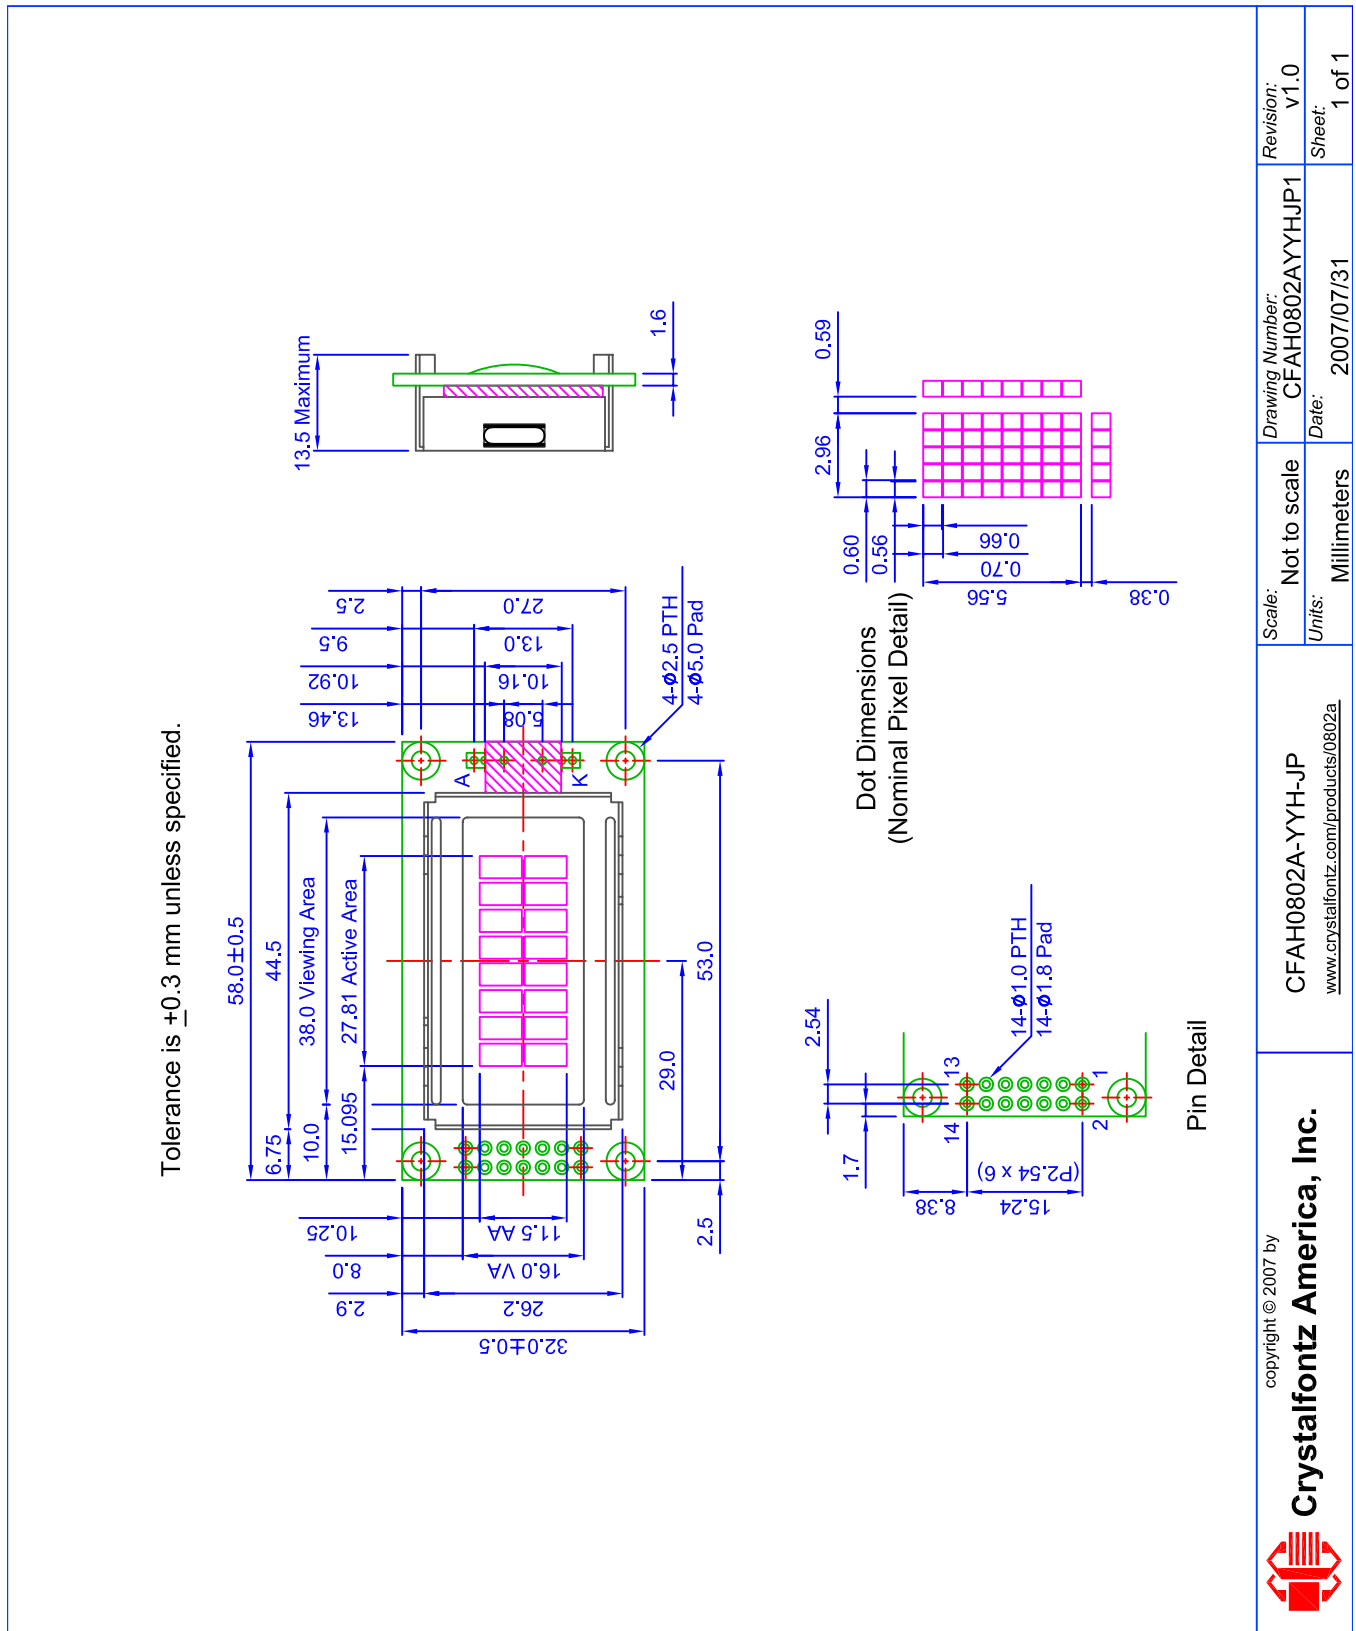 Tolerance is ±0.3 mm unless specified.
58.0±0.5
44.5
6.75
38.0 Viewing Area
10.0
27.81 Active Area
15.095
13.5 Maximum
1.6
2.5
27.0
9.5
13.0
10.92
10.16
13.46
5.08
A
K
4-ø2.5 PTH
4-ø5.0 Pad
53.0
29.0
2.5
10.25
11.5 AA
8.0
16.0 VA
2.9
26.2
32.0±0.5
0.59
2.96
0.60
0.56
0.66
0.70
5.56
0.38
Dot Dimensions
(Nominal Pixel Detail)
2.54
1.7
14-ø1.0 PTH
14-ø1.8 Pad
13
1
14
2
8.38
(P2.54 x 6)
15.24
Pin Detail
copyright © 2007 by
Crystalfontz America, Inc.
CFAH0802A-YYH-JP
www.crystalfontz.com/products/0802a
Scale:
Not to scale
Drawing Number:
CFAH0802AYYHJP1
Revision:
v1.0
Units:
Millimeters
Date:
2007/07/31
Sheet:
1 of 1